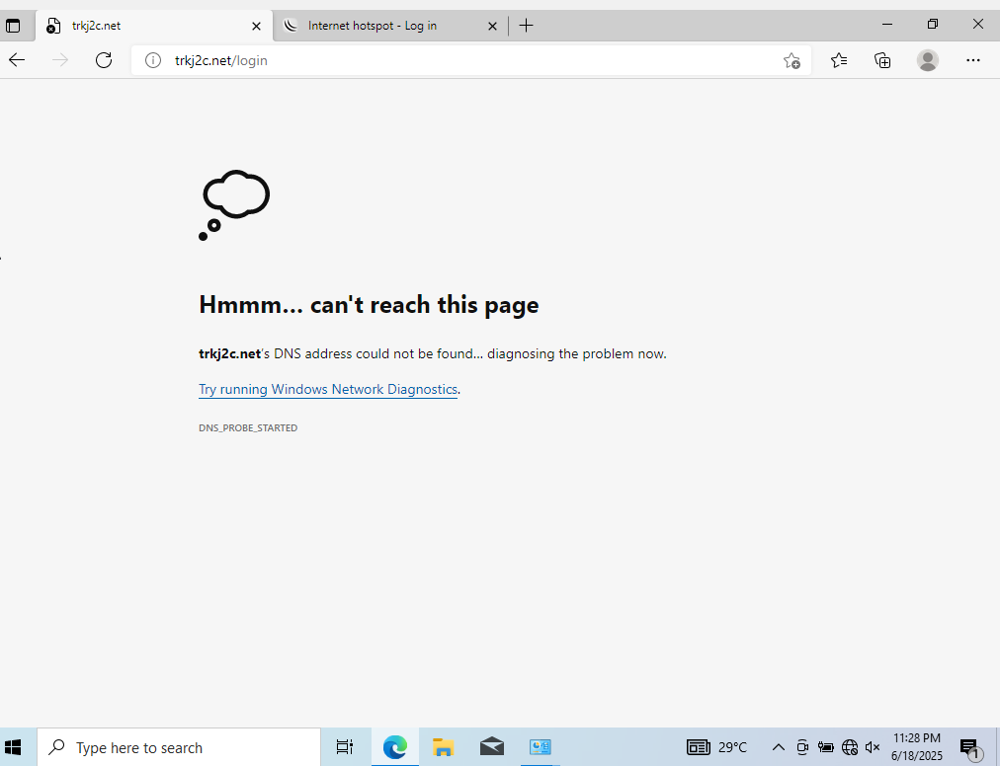 trkj2c.net
Internet hotspot - Log in
trkj2c.net/login
Hmmm… can't reach this page
trkj2c.net's DNS address could not be found… diagnosing the problem now.
Try running Windows Network Diagnostics.
DNS_PROBE_STARTED
Type here to search
29°C
11:28 PM
6/18/2025
1